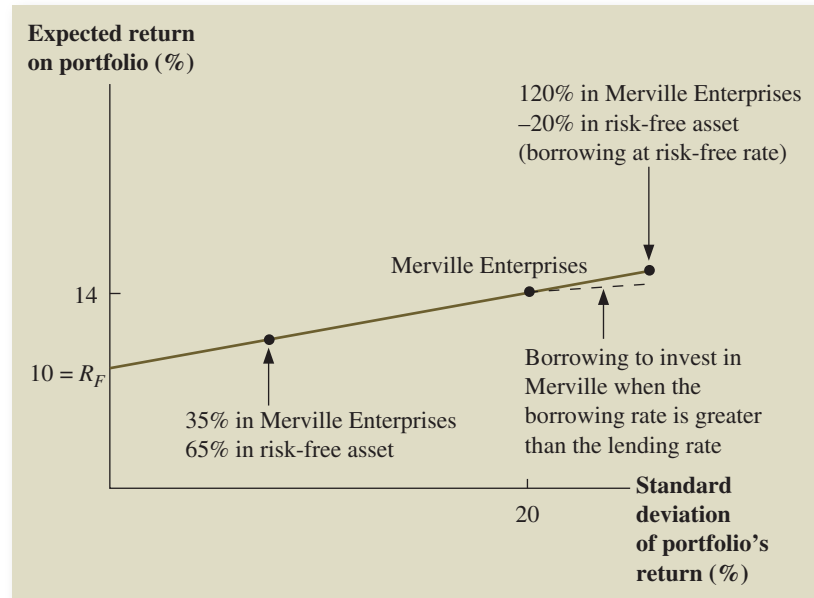 Expected return
on portfolio (%)
120% in Merville Enterprises
–20% in risk-free asset
(borrowing at risk-free rate)
Merville Enterprises
14
10 = R_F
35% in Merville Enterprises
65% in risk-free asset
Borrowing to invest in
Merville when the
borrowing rate is greater
than the lending rate
20
Standard
deviation
of portfolio's
return (%)